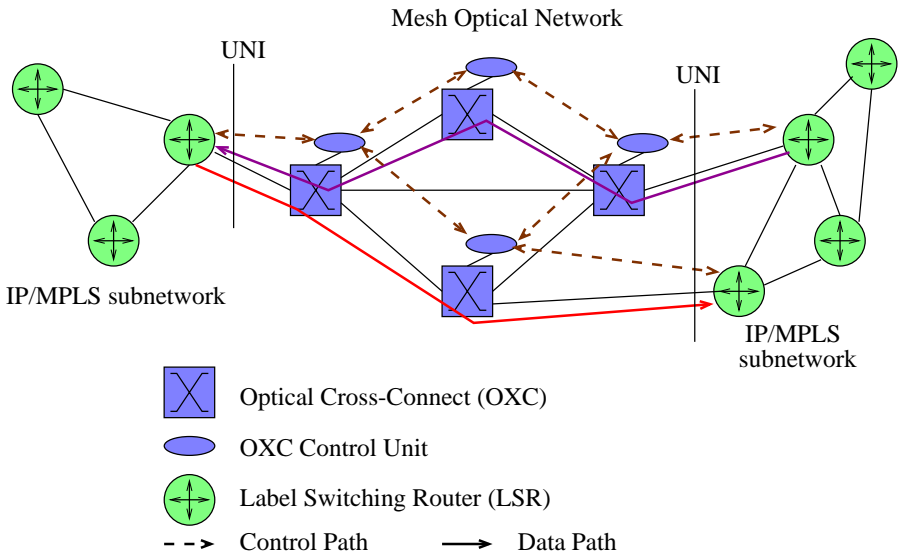 Mesh Optical Network
UNI
UNI
IP/MPLS subnetwork
IP/MPLS
subnetwork
Optical Cross-Connect (OXC)
OXC Control Unit
Label Switching Router (LSR)
Control Path
Data Path